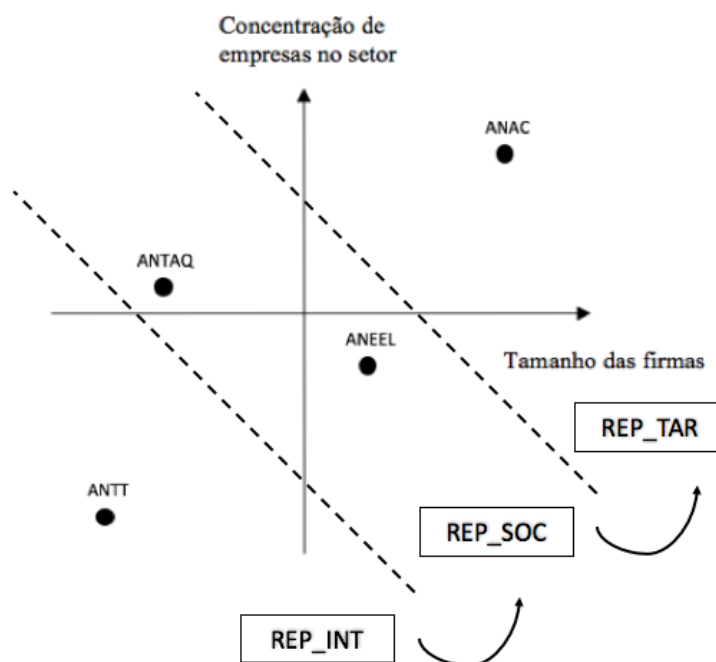 Concentração de
empresas no setor
ANAC
ANTAQ
ANEEL
Tamanho das firmas
REP_TAR
ANTT
REP_SOC
REP_INT